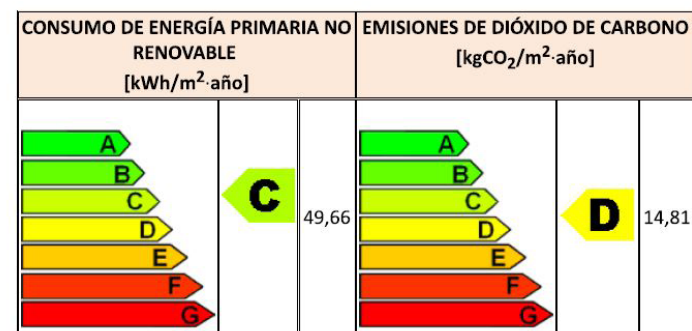 CONSUMO DE ENERGÍA PRIMARIA NO
RENOVABLE
[kWh/m²·año]
EMISIONES DE DIÓXIDO DE CARBONO
[kgCO₂/m²·año]
A
B
C
D
E
F
G
C
49,66
A
B
C
D
E
F
G
D
14,81